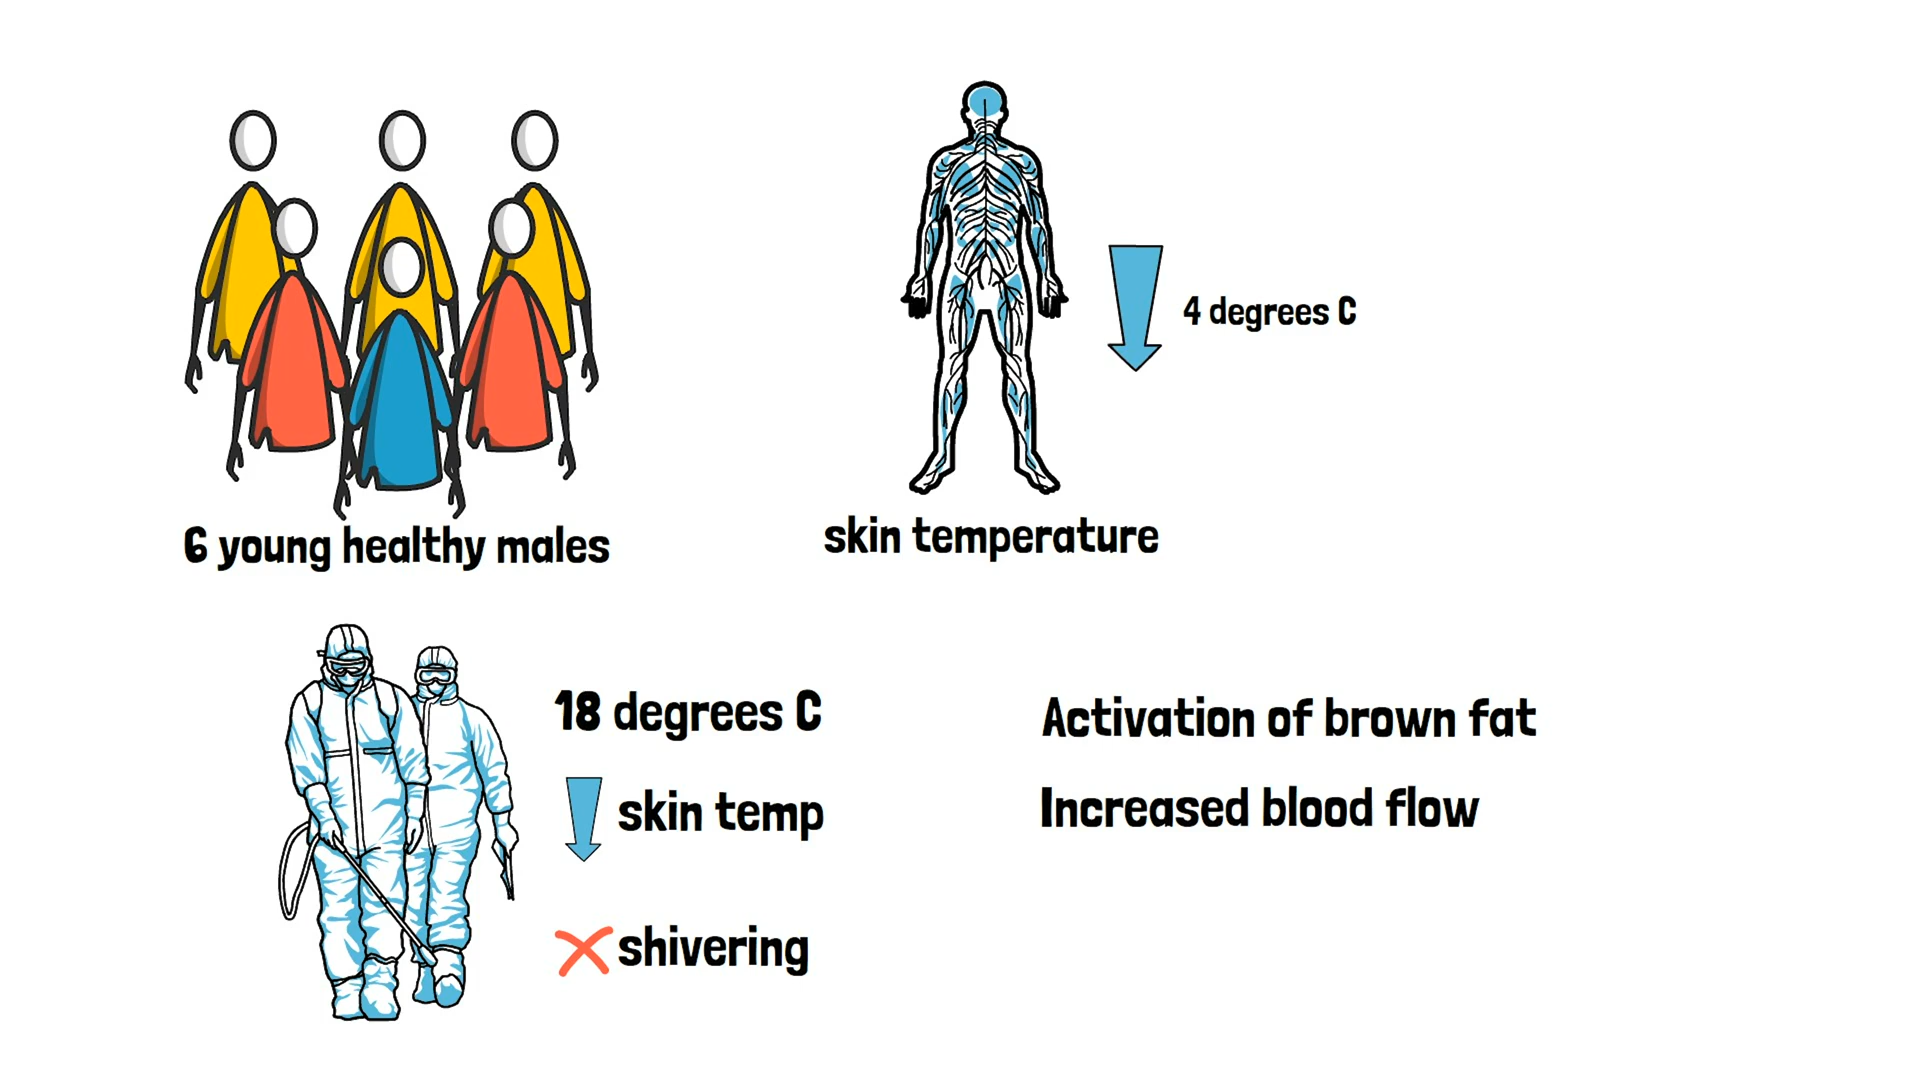 6 young healthy males
skin temperature
4 degrees C
18 degrees C
skin temp
shivering
Activation of brown fat
Increased blood flow